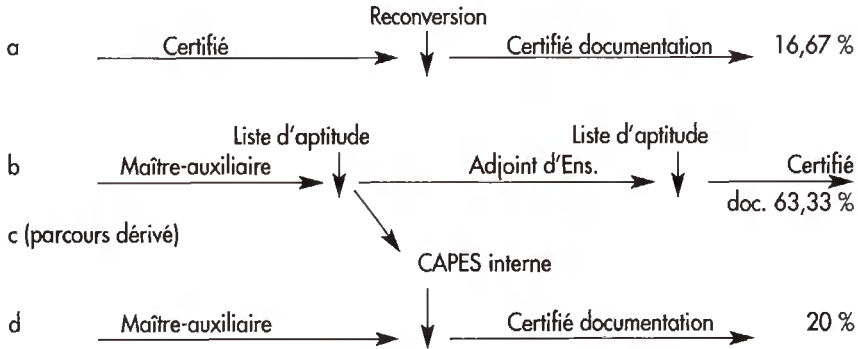 Reconversion
a Certifié Certifié documentation 16,67 %
Liste d'aptitude Liste d'aptitude
b Maître-auxiliaire Adjoint d'Ens. Certifié
doc. 63,33 %
c (parcours dérivé)
CAPES interne
d Maître-auxiliaire Certifié documentation 20 %